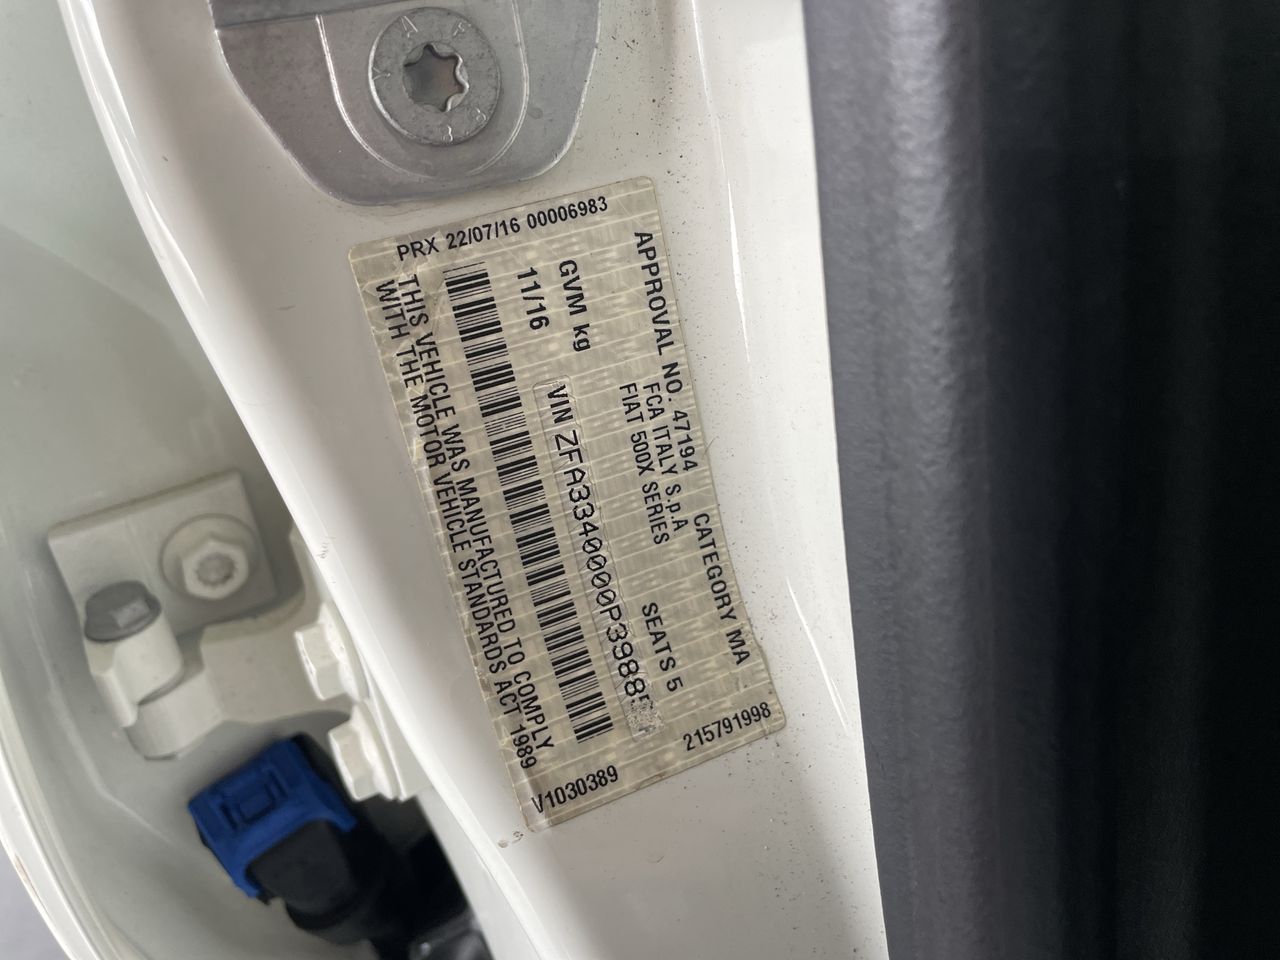 APPROVAL NO. 47194 CATEGORY MA
FCA ITALY S.p.A
FIAT 500X SERIES
SEATS 5
GVM kg
11/16
VIN
THIS VEHICLE WAS MANUFACTURED TO COMPLY
WITH THE MOTOR VEHICLE STANDARDS ACT 1989
PRX 22/07/16 00006983
215791998
V1030389